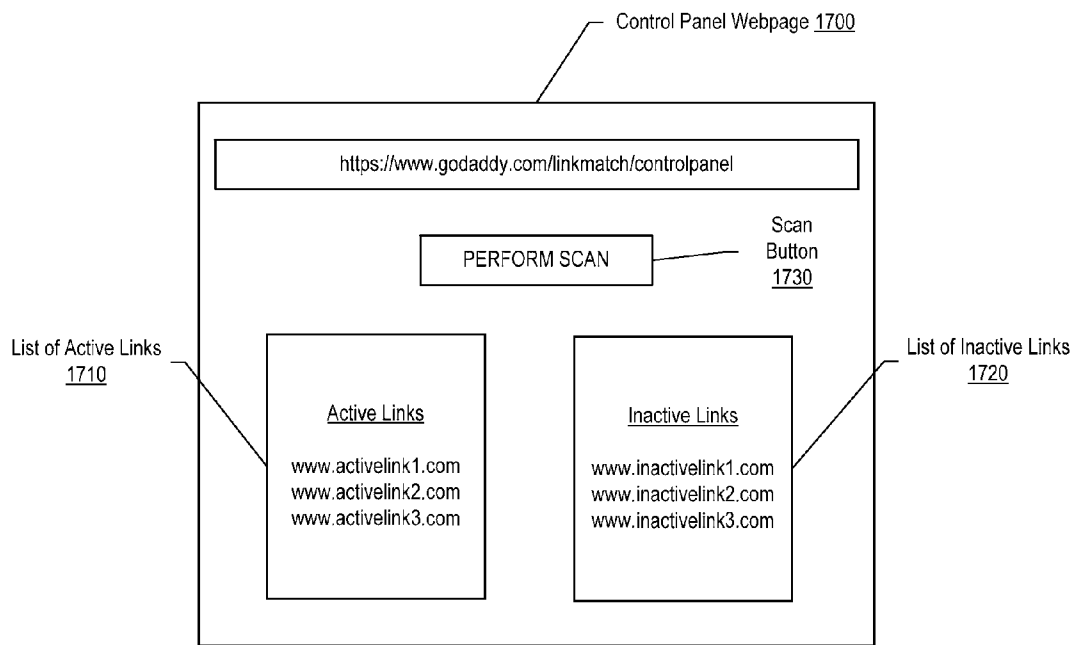 Control Panel Webpage 1700
https://www.godaddy.com/linkmatch/controlpanel
PERFORM SCAN
Scan
Button
1730
List of Active Links
1710
Active Links
www.activelink1.com
www.activelink2.com
www.activelink3.com
Inactive Links
www.inactivelink1.com
www.inactivelink2.com
www.inactivelink3.com
List of Inactive Links
1720